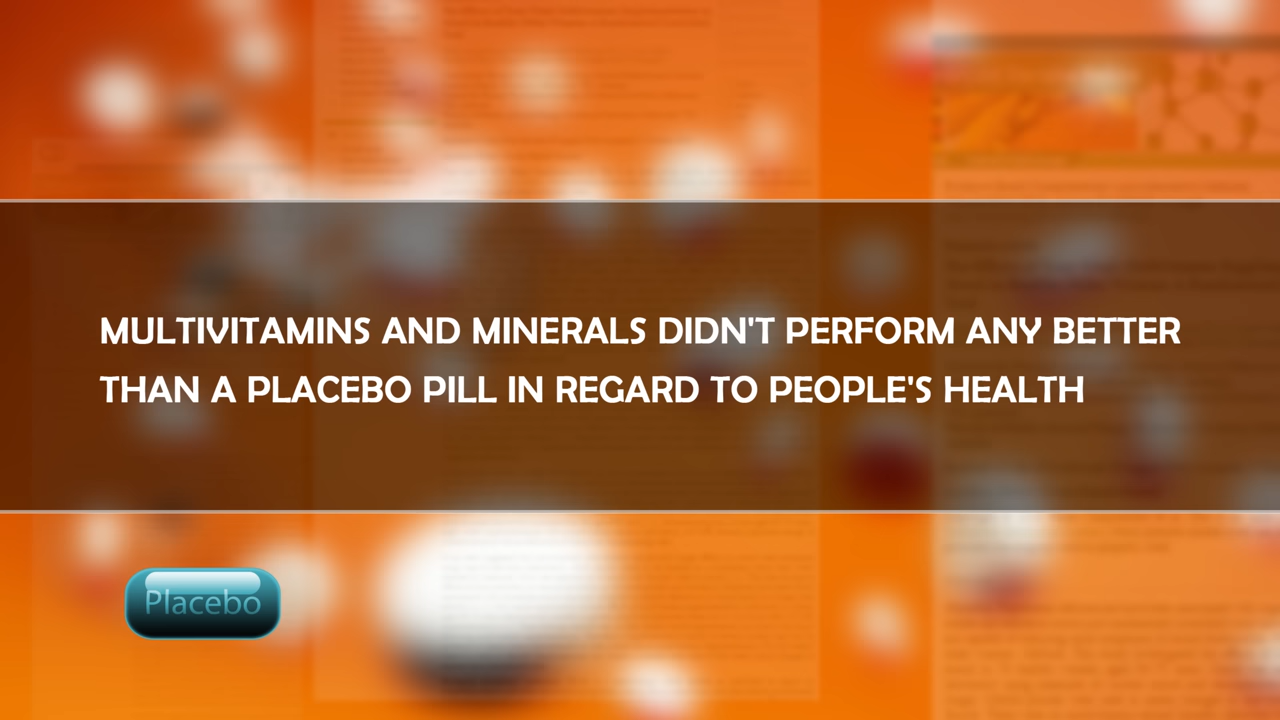 MULTIVITAMINS AND MINERALS DIDN'T PERFORM ANY BETTER
THAN A PLACEBO PILL IN REGARD TO PEOPLE'S HEALTH
Placebo